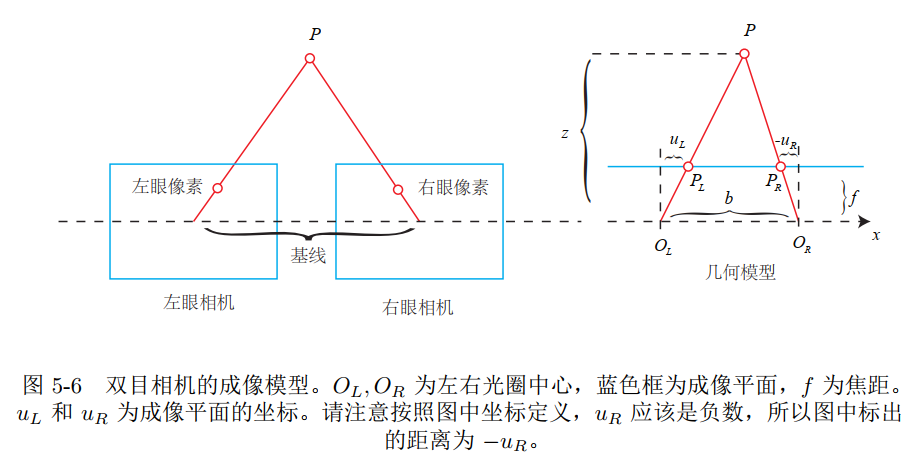 P
左眼像素
右眼像素
基线
左眼相机
右眼相机
P
z
u_L
-u_R
P_L
P_R
b
f
x
O_L
O_R
几何模型
图 5-6 双目相机的成像模型。O_L, O_R 为左右光圈中心，蓝色框为成像平面，f 为焦距。
u_L 和 u_R 为成像平面的坐标。请注意按照图中坐标定义，u_R 应该是负数，所以图中标出
的距离为 −u_R。